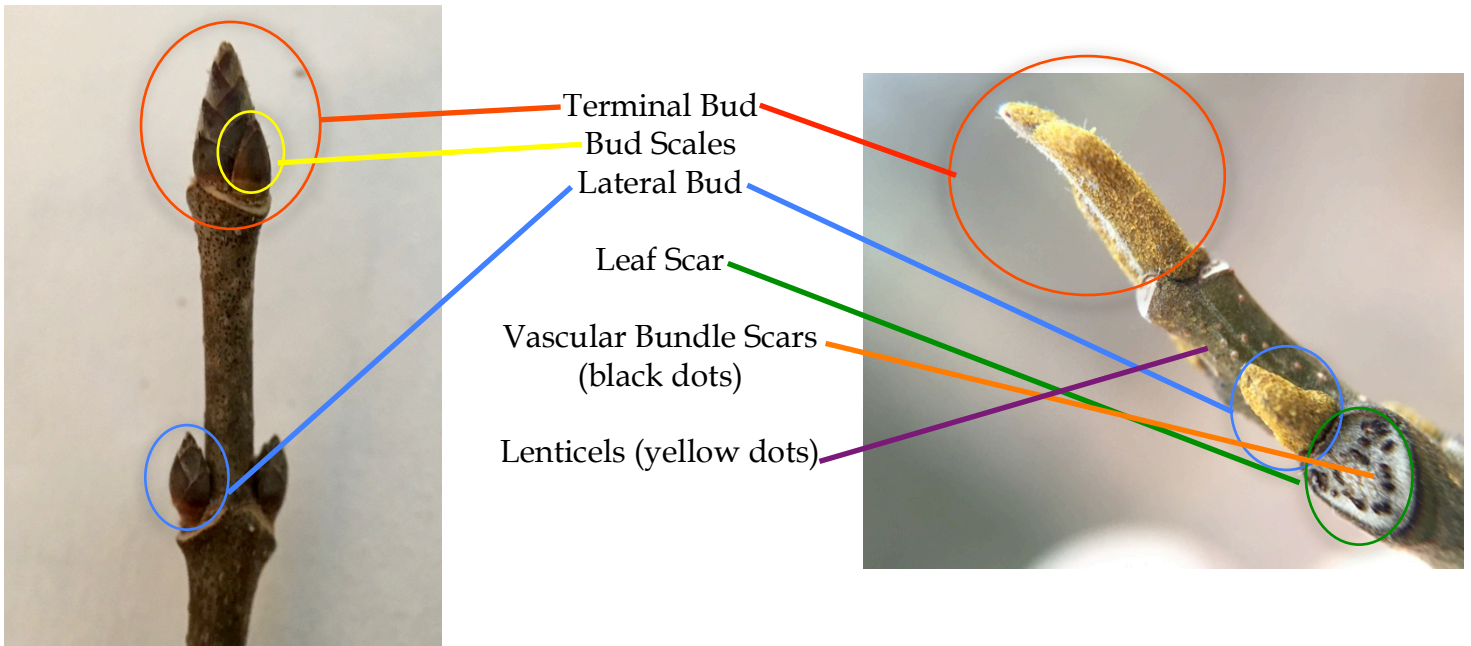 Terminal Bud
Bud Scales
Lateral Bud
Leaf Scar
Vascular Bundle Scars
(black dots)
Lenticels (yellow dots)